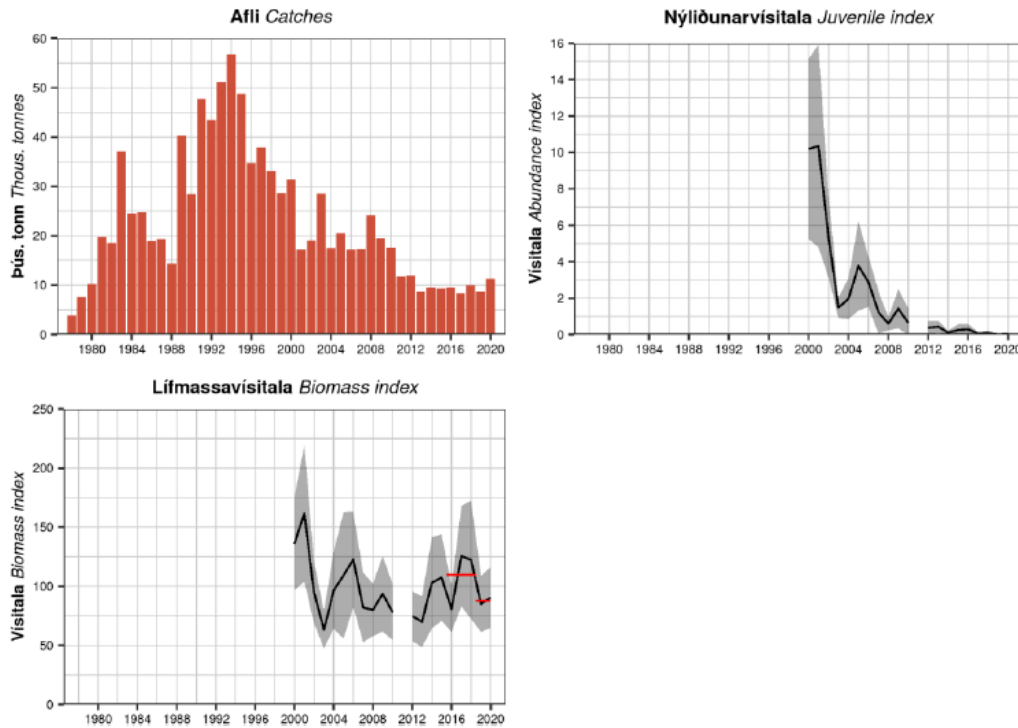 Afli Catches
Þús. tonn Thous. tonnes
60
50
40
30
20
10
0
1980 1984 1988 1992 1996 2000 2004 2008 2012 2016 2020
Nýliðunarvísitala Juvenile index
Vísitala Abundance index
16
14
12
10
8
6
4
2
0
1980 1984 1988 1992 1996 2000 2004 2008 2012 2016 2020
Lífmassavísitala Biomass index
Vísitala Biomass index
250
200
150
100
50
0
1980 1984 1988 1992 1996 2000 2004 2008 2012 2016 2020